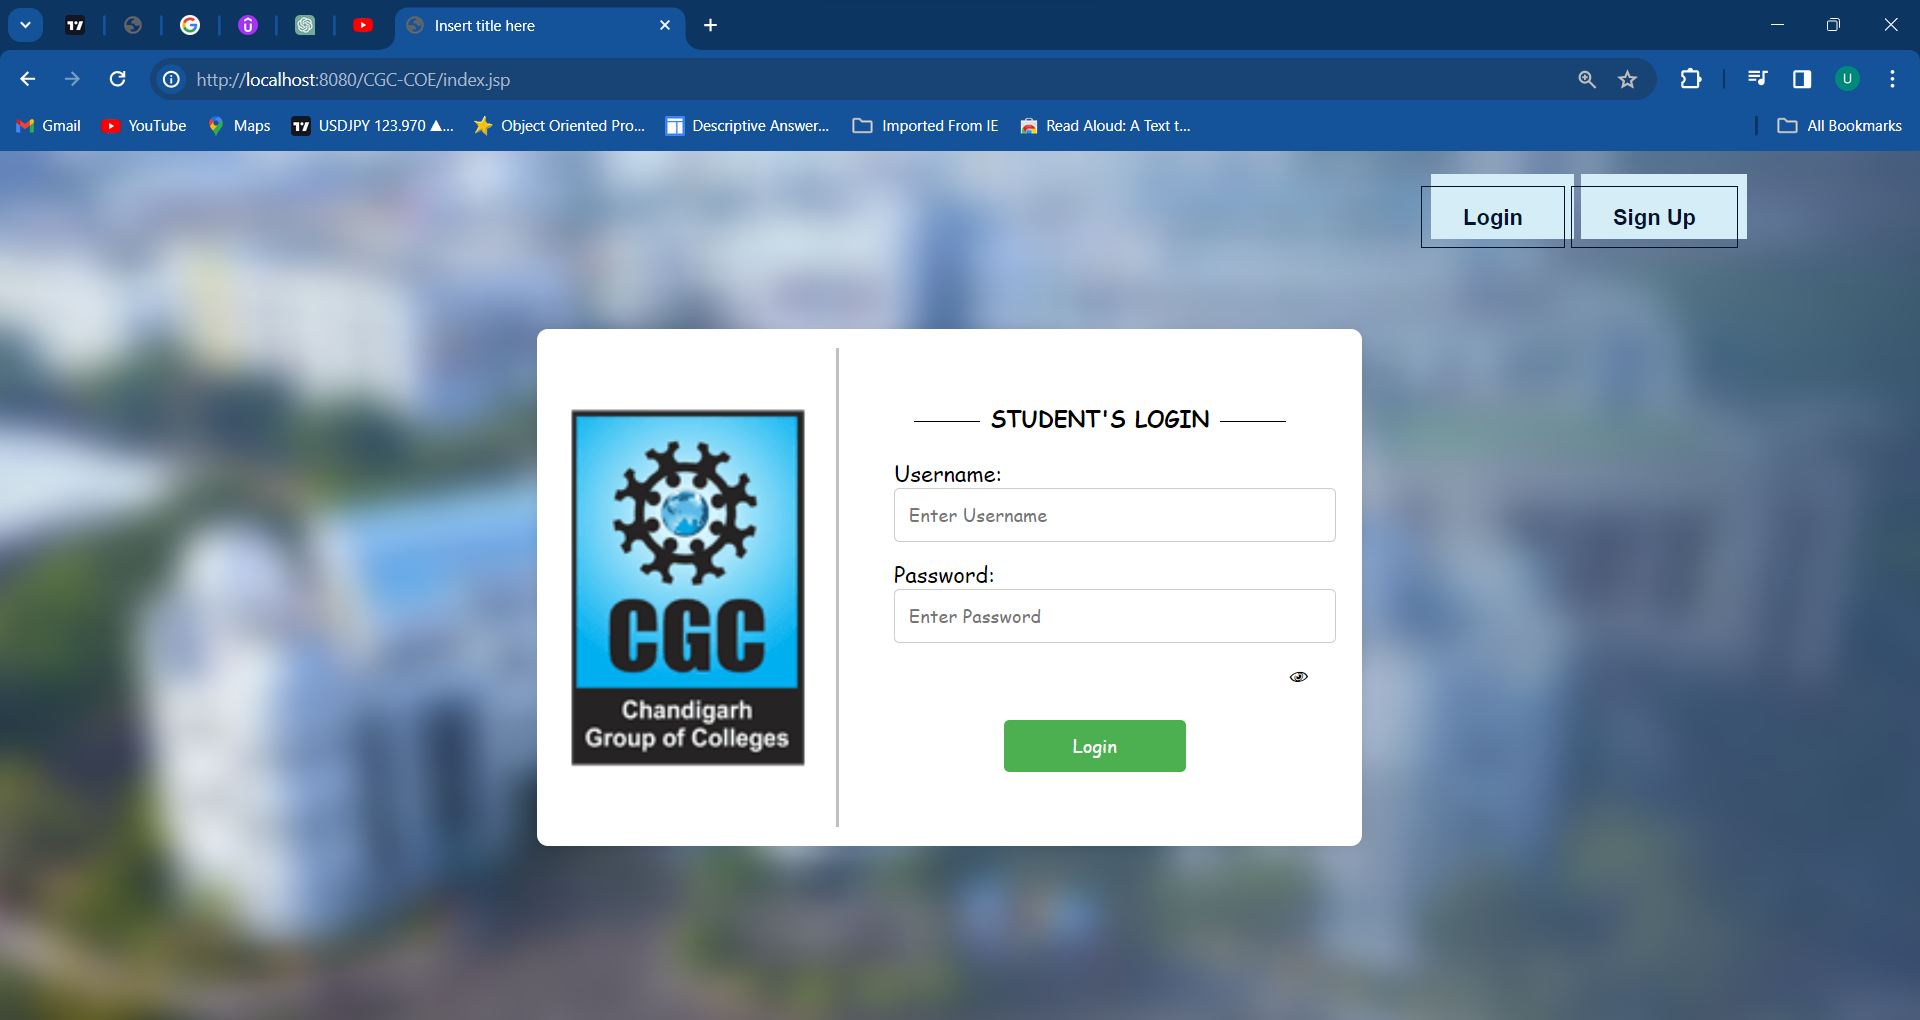 Insert title here
http://localhost:8080/CGC-COE/index.jsp
U
Gmail
YouTube
Maps
USDJPY 123.970 ▲...
Object Oriented Pro...
Descriptive Answer...
Imported From IE
Read Aloud: A Text t...
All Bookmarks
Login
Sign Up
STUDENT'S LOGIN
Username:
Enter Username
Password:
Enter Password
Login
CGC
Chandigarh
Group of Colleges